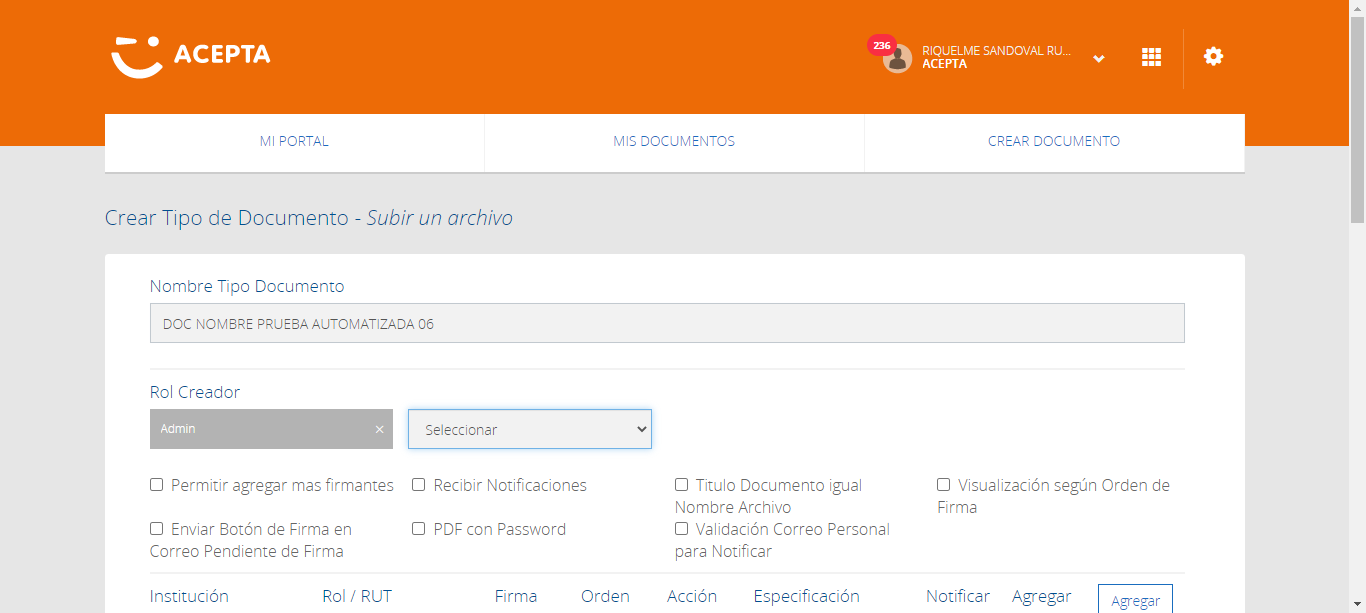 ACEPTA
236
RIQUELME SANDOVAL RU...
ACEPTA
MI PORTAL
MIS DOCUMENTOS
CREAR DOCUMENTO
Crear Tipo de Documento - Subir un archivo
Nombre Tipo Documento
DOC NOMBRE PRUEBA AUTOMATIZADA 06
Rol Creador
Admin ×
Seleccionar
Permitir agregar mas firmantes
Recibir Notificaciones
Titulo Documento igual
Nombre Archivo
Visualización según Orden de
Firma
Enviar Botón de Firma en
Correo Pendiente de Firma
PDF con Password
Validación Correo Personal
para Notificar
Institución Rol / RUT Firma Orden Acción Especificación Notificar Agregar Agregar